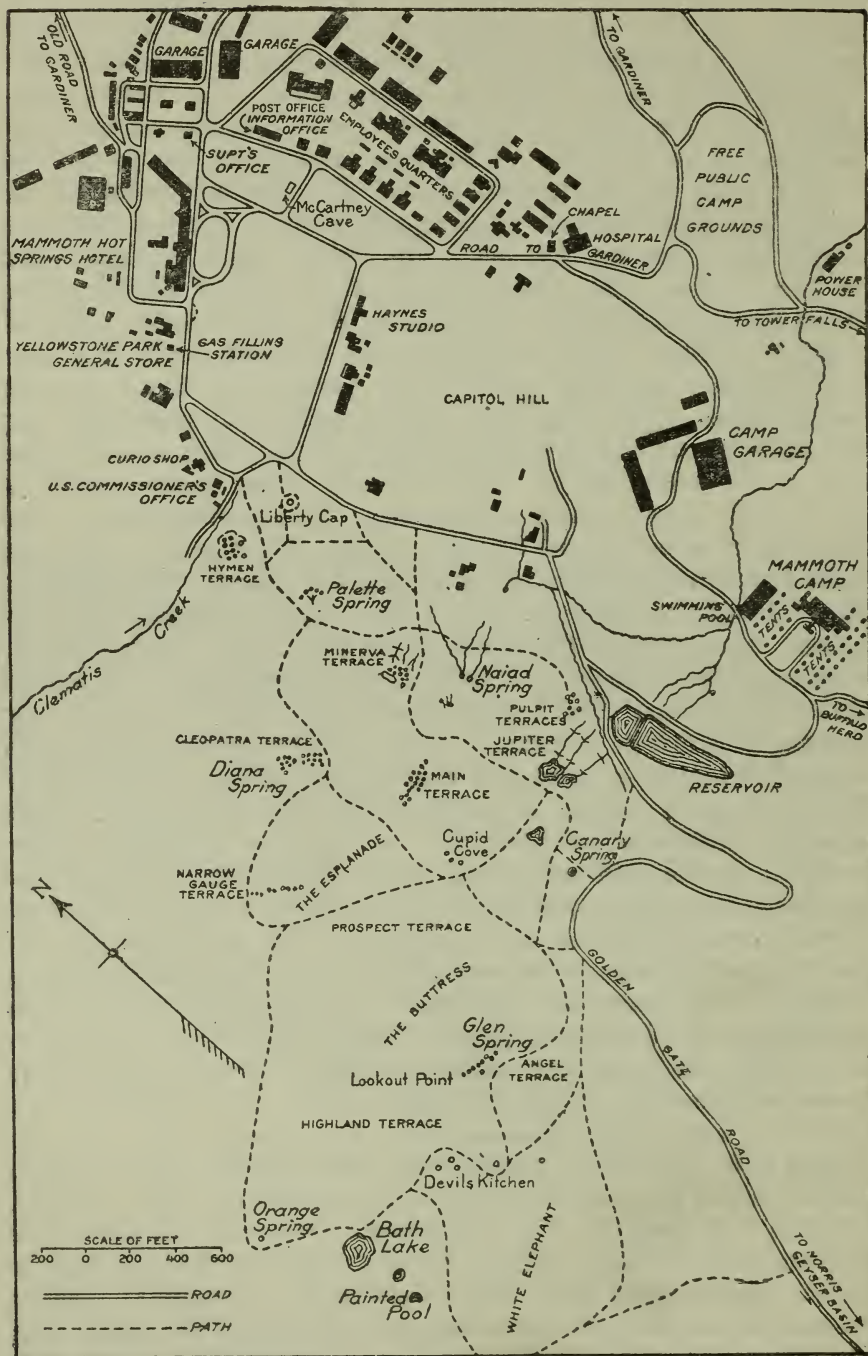 OLD ROAD
TO GARDINER
GARAGE
GARAGE
TO GARDINER
POST OFFICE
INFORMATION
OFFICE
EMPLOYEES QUARTERS
SUPT'S
OFFICE
FREE
PUBLIC
CAMP
GROUNDS
McCartney
Cave
CHAPEL
ROAD TO GARDINER
HOSPITAL
MAMMOTH HOT
SPRINGS HOTEL
POWER
HOUSE
HAYNES
STUDIO
TO TOWER FALLS
GAS FILLING
STATION
YELLOWSTONE PARK
GENERAL STORE
CAPITOL HILL
CAMP
GARAGE
CURIO SHOP
U.S. COMMISSIONER'S
OFFICE
Liberty Cap
HYMEN
TERRACE
Palette
Spring
MAMMOTH
CAMP
SWIMMING
POOL
TENTS
TENTS
Clematis Creek
MINERVA
TERRACE
Naiad
Spring
PULPIT
TERRACES
TO
BUFFALO
HERD
JUPITER
TERRACE
CLEOPATRA TERRACE
Diana
Spring
MAIN
TERRACE
RESERVOIR
Cupid
Cove
Canary
Spring
NARROW
GAUGE
TERRACE
THE ESPLANADE
N
PROSPECT TERRACE
GOLDEN GATE ROAD
THE BUTTRESS
Glen
Spring
Lookout Point
ANGEL
TERRACE
HIGHLAND TERRACE
Devils Kitchen
Orange
Spring
Bath
Lake
WHITE ELEPHANT
SCALE OF FEET
200 0 200 400 600
Painted
Pool
TO NORRIS
GEYSER BASIN
ROAD
PATH